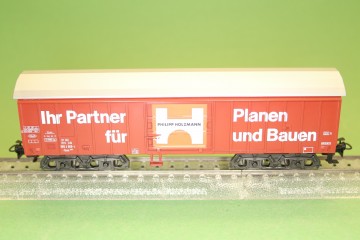 Ihr Partner
für
PHILIPP HOLZMANN
Planen
und Bauen